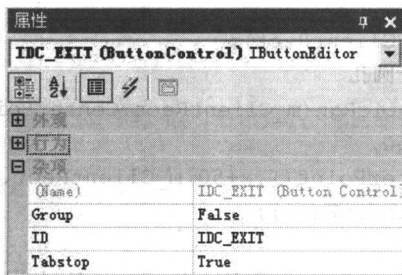 属性
IDC_EXIT (ButtonControl) IButtonEditor
外观
行为
杂项
(Name) IDC_EXIT (Button Control)
Group False
ID IDC_EXIT
Tabstop True